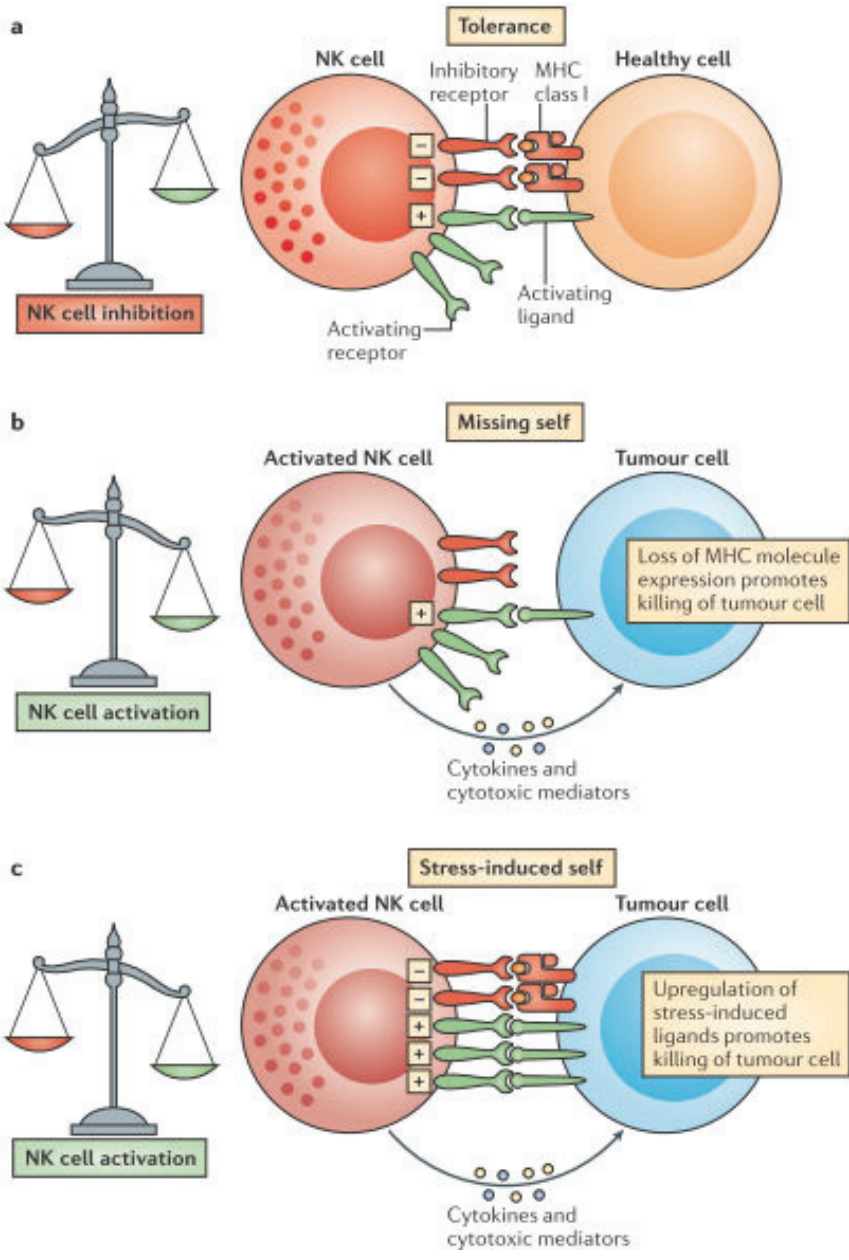 a
Tolerance
NK cell
Healthy cell
Inhibitory
receptor
MHC
class I
−
−
+
NK cell inhibition
Activating
receptor
Activating
ligand
b
Missing self
Activated NK cell
Tumour cell
Loss of MHC molecule
expression promotes
killing of tumour cell
+
NK cell activation
Cytokines and
cytotoxic mediators
c
Stress-induced self
Activated NK cell
Tumour cell
−
−
+
+
+
Upregulation of
stress-induced
ligands promotes
killing of tumour cell
NK cell activation
Cytokines and
cytotoxic mediators